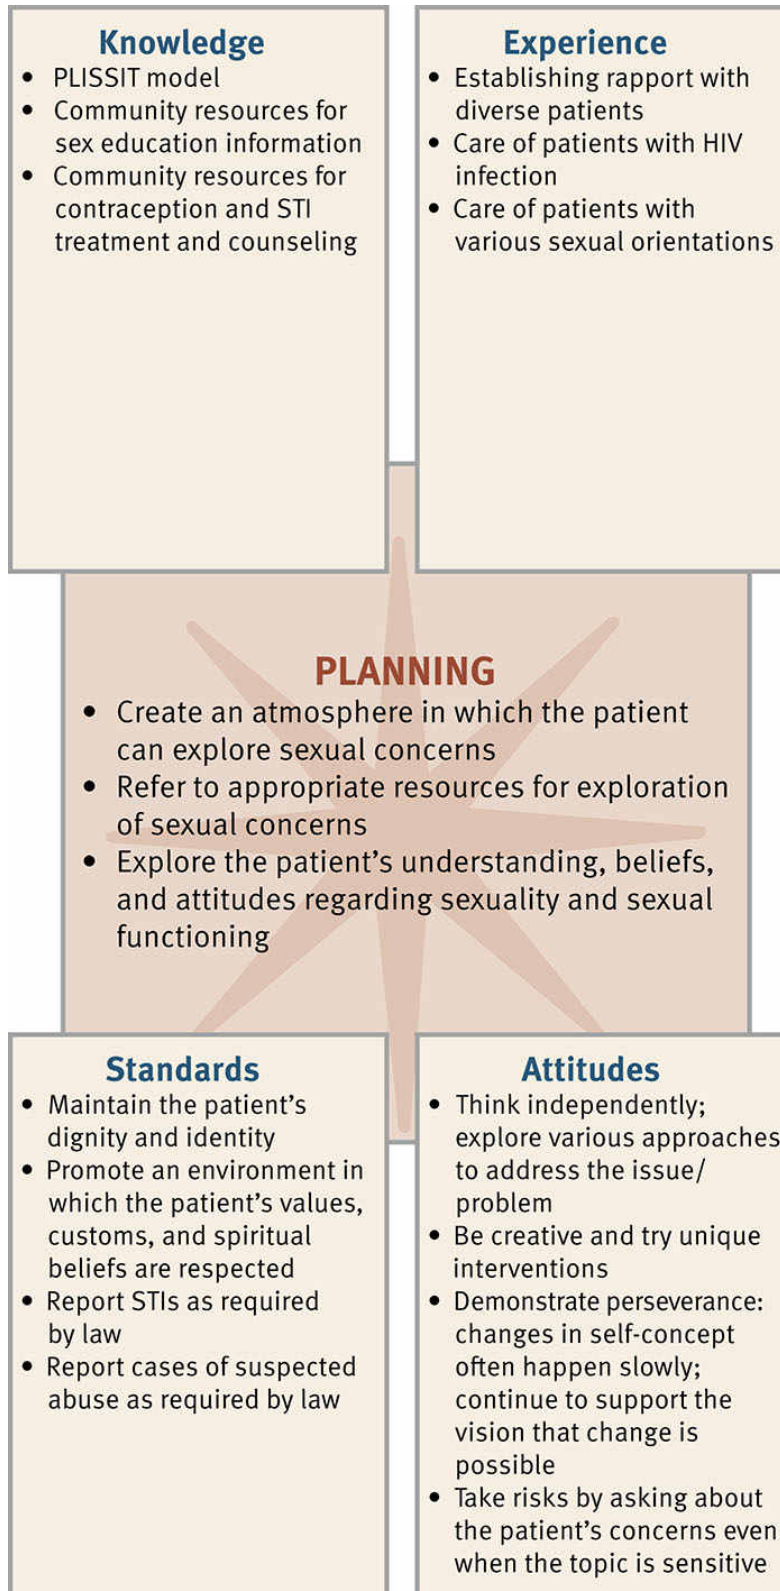 Knowledge
• PLISSIT model
• Community resources for
sex education information
• Community resources for
contraception and STI
treatment and counseling
Experience
• Establishing rapport with
diverse patients
• Care of patients with HIV
infection
• Care of patients with
various sexual orientations
PLANNING
• Create an atmosphere in which the patient
can explore sexual concerns
• Refer to appropriate resources for exploration
of sexual concerns
• Explore the patient’s understanding, beliefs,
and attitudes regarding sexuality and sexual
functioning
Standards
• Maintain the patient’s
dignity and identity
• Promote an environment in
which the patient’s values,
customs, and spiritual
beliefs are respected
• Report STIs as required
by law
• Report cases of suspected
abuse as required by law
Attitudes
• Think independently;
explore various approaches
to address the issue/
problem
• Be creative and try unique
interventions
• Demonstrate perseverance:
changes in self-concept
often happen slowly;
continue to support the
vision that change is
possible
• Take risks by asking about
the patient’s concerns even
when the topic is sensitive